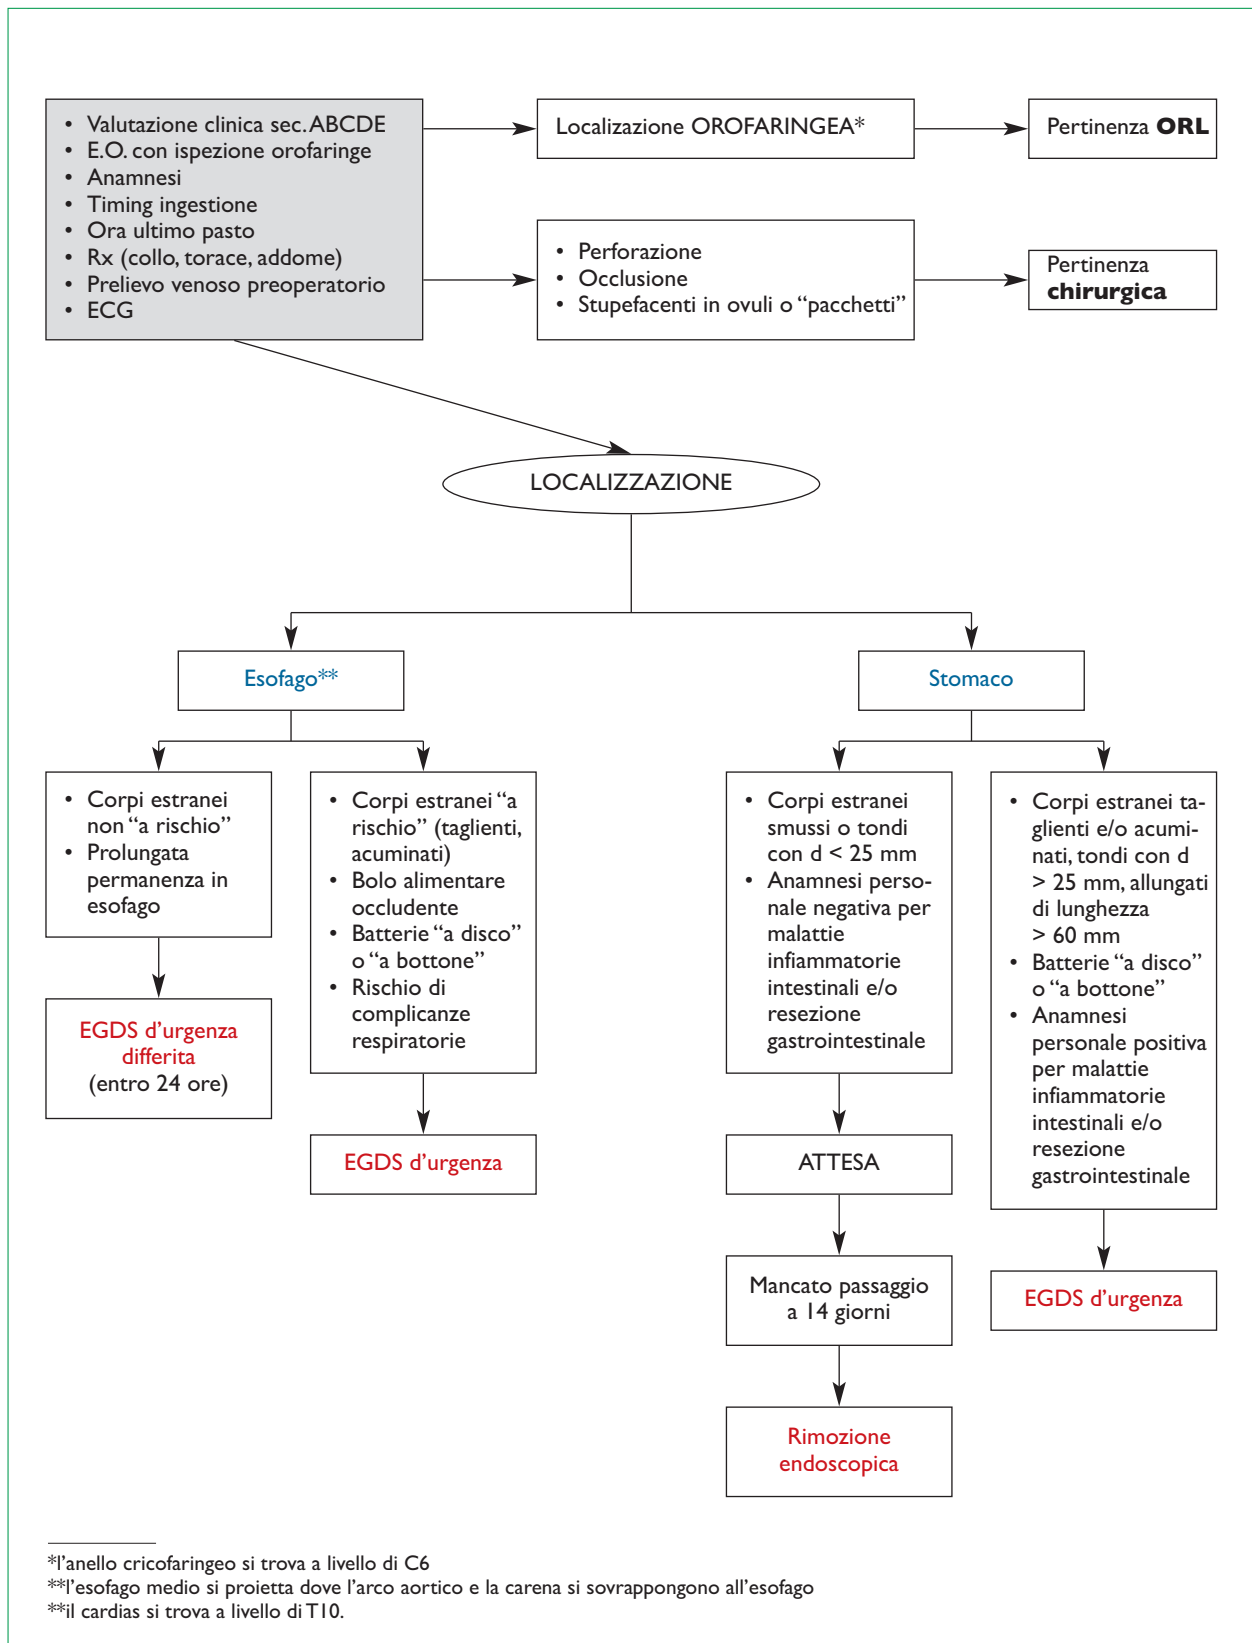 • Valutazione clinica sec. ABCDE
• E.O. con ispezione orofaringe
• Anamnesi
• Timing ingestione
• Ora ultimo pasto
• Rx (collo, torace, addome)
• Prelievo venoso preoperatorio
• ECG
Localizazione OROFARINGEA*
Pertinenza ORL
• Perforazione
• Occlusione
• Stupefacenti in ovuli o “pacchetti”
Pertinenza
chirurgica
LOCALIZZAZIONE
Esofago**
Stomaco
• Corpi estranei
non “a rischio”
• Prolungata
permanenza in
esofago
EGDS d’urgenza
differita
(entro 24 ore)
• Corpi estranei “a
rischio” (taglienti,
acuminati)
• Bolo alimentare
occludente
• Batterie “a disco”
o “a bottone”
• Rischio di
complicanze
respiratorie
EGDS d’urgenza
• Corpi estranei
smussi o tondi
con d < 25 mm
• Anamnesi perso-
nale negativa per
malattie
infiammatorie
intestinali e/o
resezione
gastrointestinale
ATTESA
Mancato passaggio
a 14 giorni
Rimozione
endoscopica
• Corpi estranei ta-
glienti e/o acumi-
nati, tondi con d
> 25 mm, allungati
di lunghezza
> 60 mm
• Batterie “a disco”
o “a bottone”
• Anamnesi
personale positiva
per malattie
infiammatorie
intestinali e/o
resezione
gastrointestinale
EGDS d’urgenza
*l’anello cricofaringeo si trova a livello di C6
**l’esofago medio si proietta dove l’arco aortico e la carena si sovrappongono all’esofago
**il cardias si trova a livello di T10.